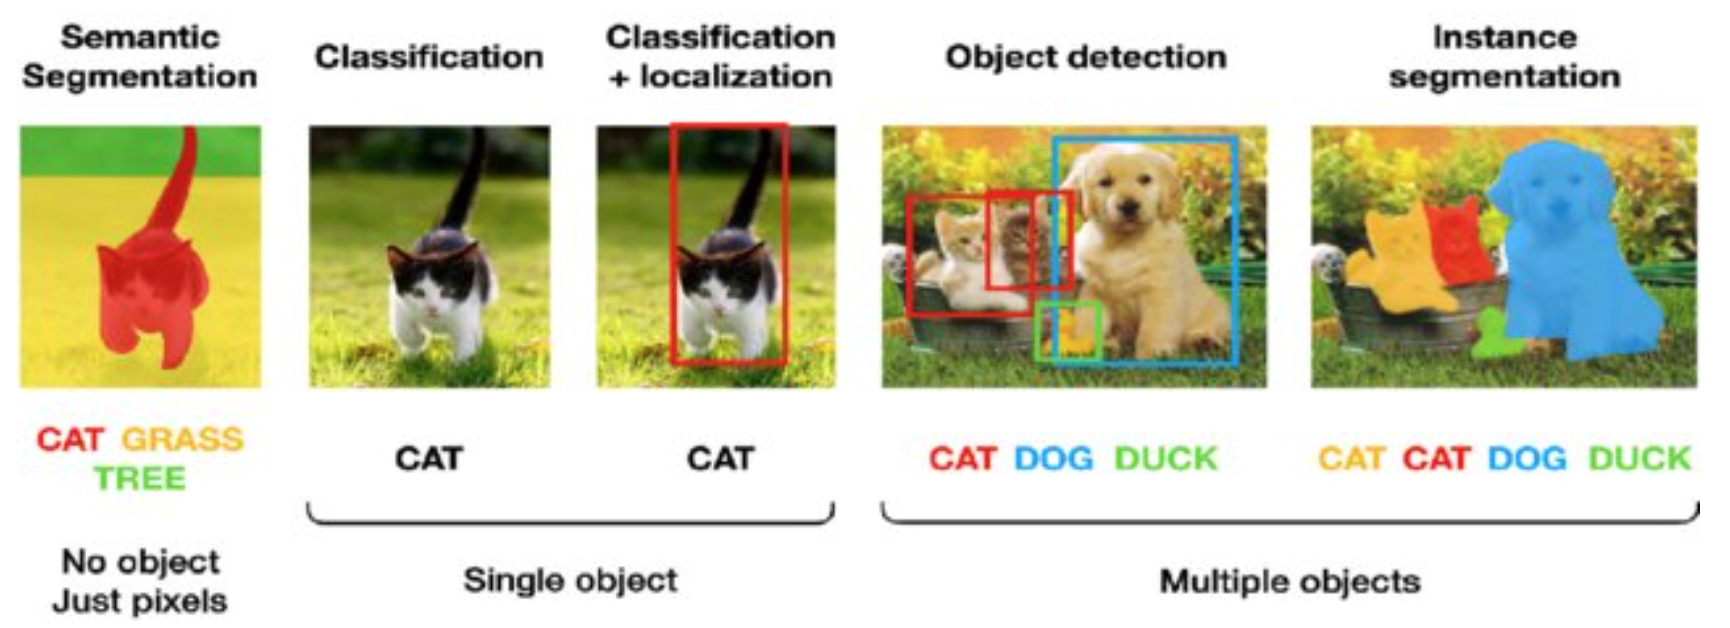 Semantic
Segmentation
Classification
Classification
+ localization
Object detection
Instance
segmentation
CAT GRASS
TREE
CAT
CAT
CAT DOG DUCK
CAT CAT DOG DUCK
No object
Just pixels
Single object
Multiple objects